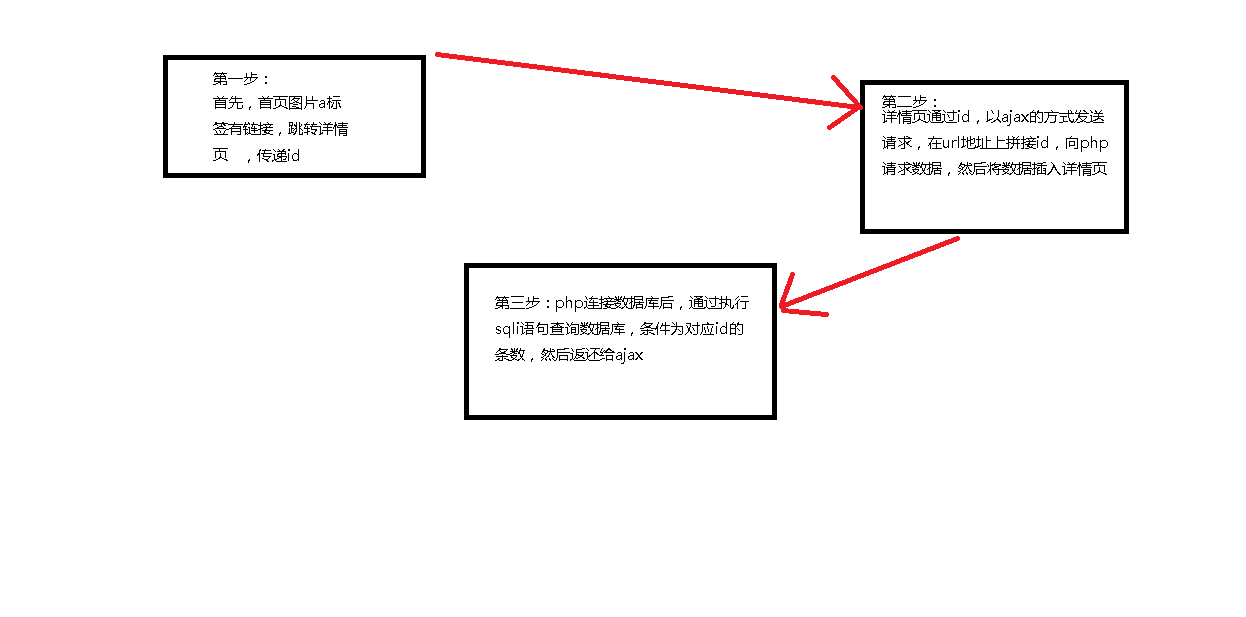 第一步：
首先，首页图片a标
签有链接，跳转详情
页 ，传递id
第二步：
详情页通过id，以ajax的方式发送
请求，在url地址上拼接id，向php
请求数据，然后将数据插入详情页
第三步：php连接数据库后，通过执行
sqli语句查询数据库，条件为对应id的
条数，然后返还给ajax